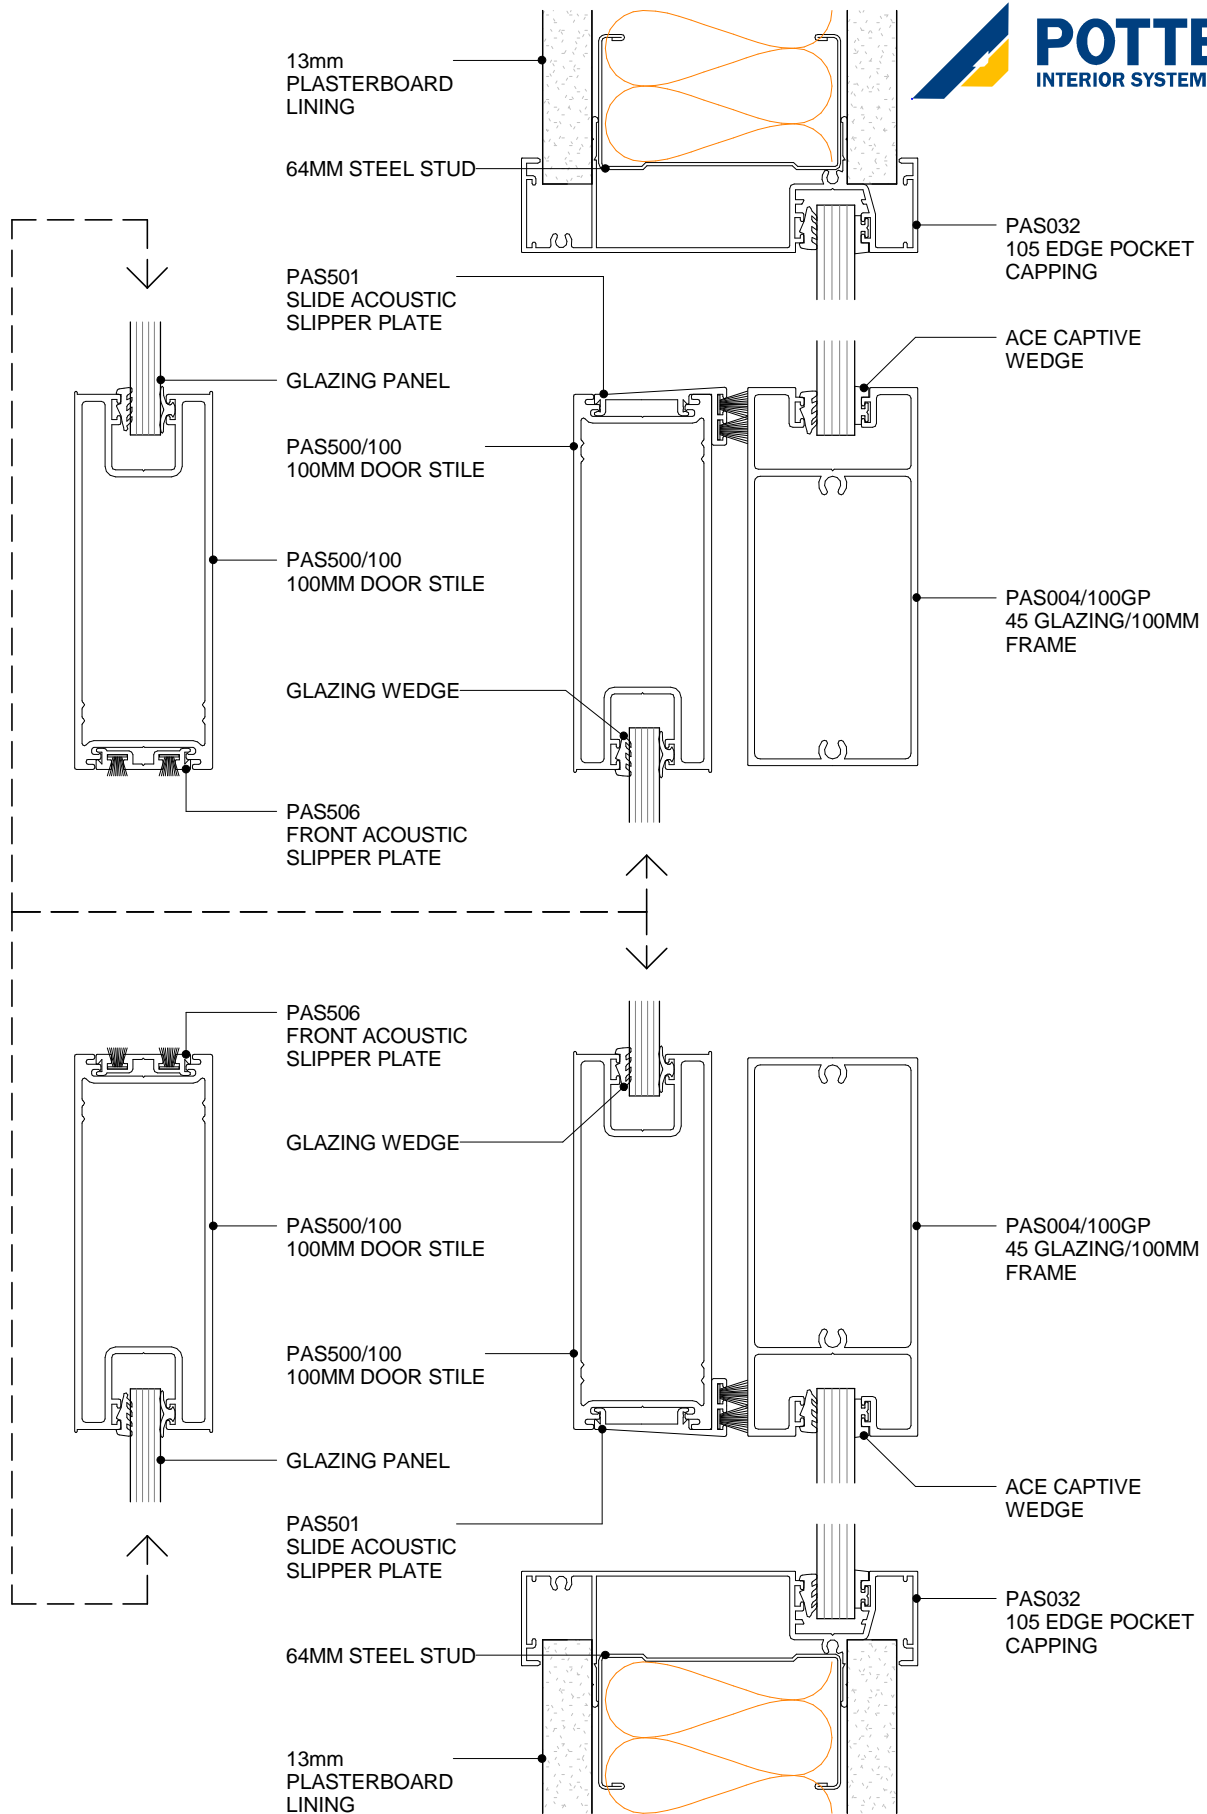 POTTE
INTERIOR SYSTEM
13mm
PLASTERBOARD
LINING
64MM STEEL STUD
PAS032
105 EDGE POCKET
CAPPING
PAS501
SLIDE ACOUSTIC
SLIPPER PLATE
ACE CAPTIVE
WEDGE
GLAZING PANEL
PAS500/100
100MM DOOR STILE
PAS500/100
100MM DOOR STILE
PAS004/100GP
45 GLAZING/100MM
FRAME
GLAZING WEDGE
PAS506
FRONT ACOUSTIC
SLIPPER PLATE
PAS506
FRONT ACOUSTIC
SLIPPER PLATE
GLAZING WEDGE
PAS500/100
100MM DOOR STILE
PAS004/100GP
45 GLAZING/100MM
FRAME
PAS500/100
100MM DOOR STILE
GLAZING PANEL
ACE CAPTIVE
WEDGE
PAS501
SLIDE ACOUSTIC
SLIPPER PLATE
PAS032
105 EDGE POCKET
CAPPING
64MM STEEL STUD
13mm
PLASTERBOARD
LINING